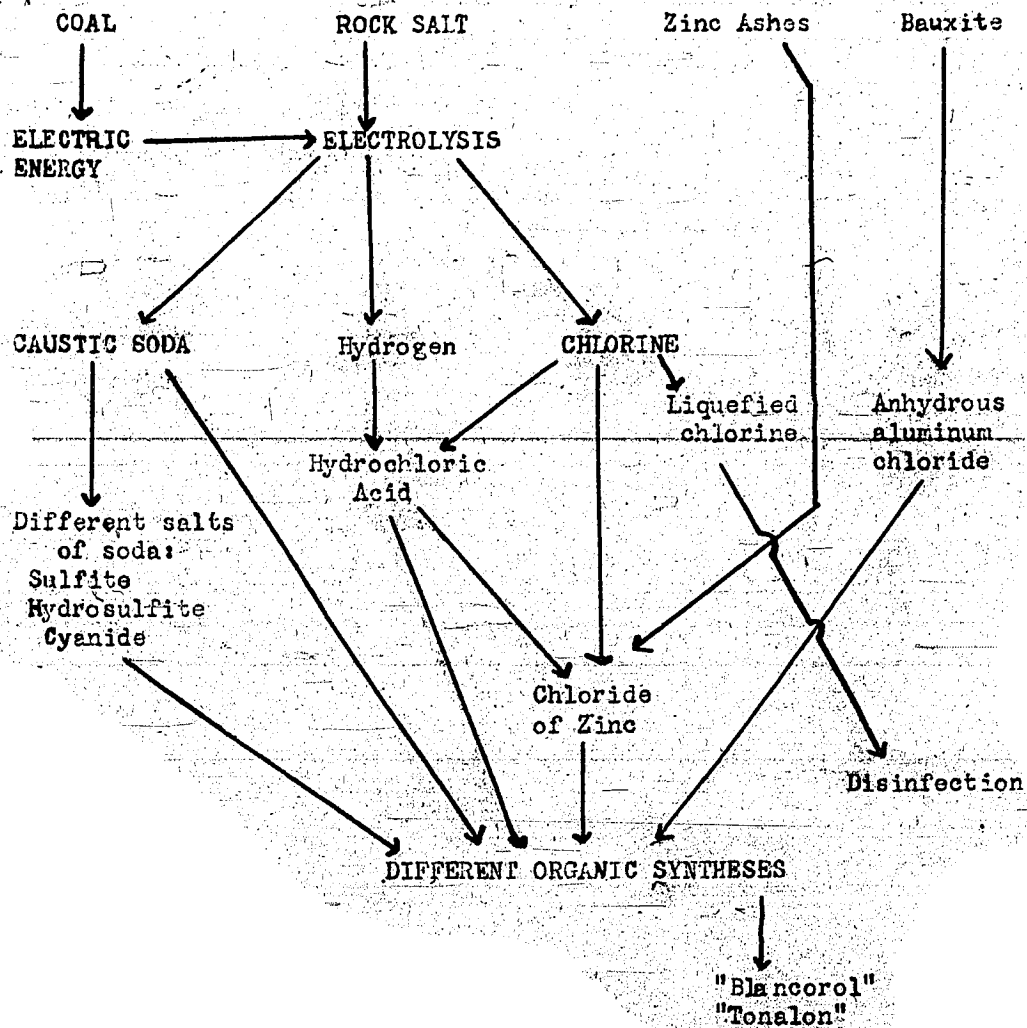 COAL
ROCK SALT
Zinc Ashes
Bauxite
ELECTRIC
ENERGY
ELECTROLYSIS
CAUSTIC SODA
Hydrogen
CHLORINE
Liquefied
chlorine
Anhydrous
aluminum
chloride
Hydrochloric
Acid
Different salts
of soda:
Sulfite
Hydrosulfite
Cyanide
Chloride
of Zinc
Disinfection
DIFFERENT ORGANIC SYNTHESES
"Blancorol"
"Tonalon"